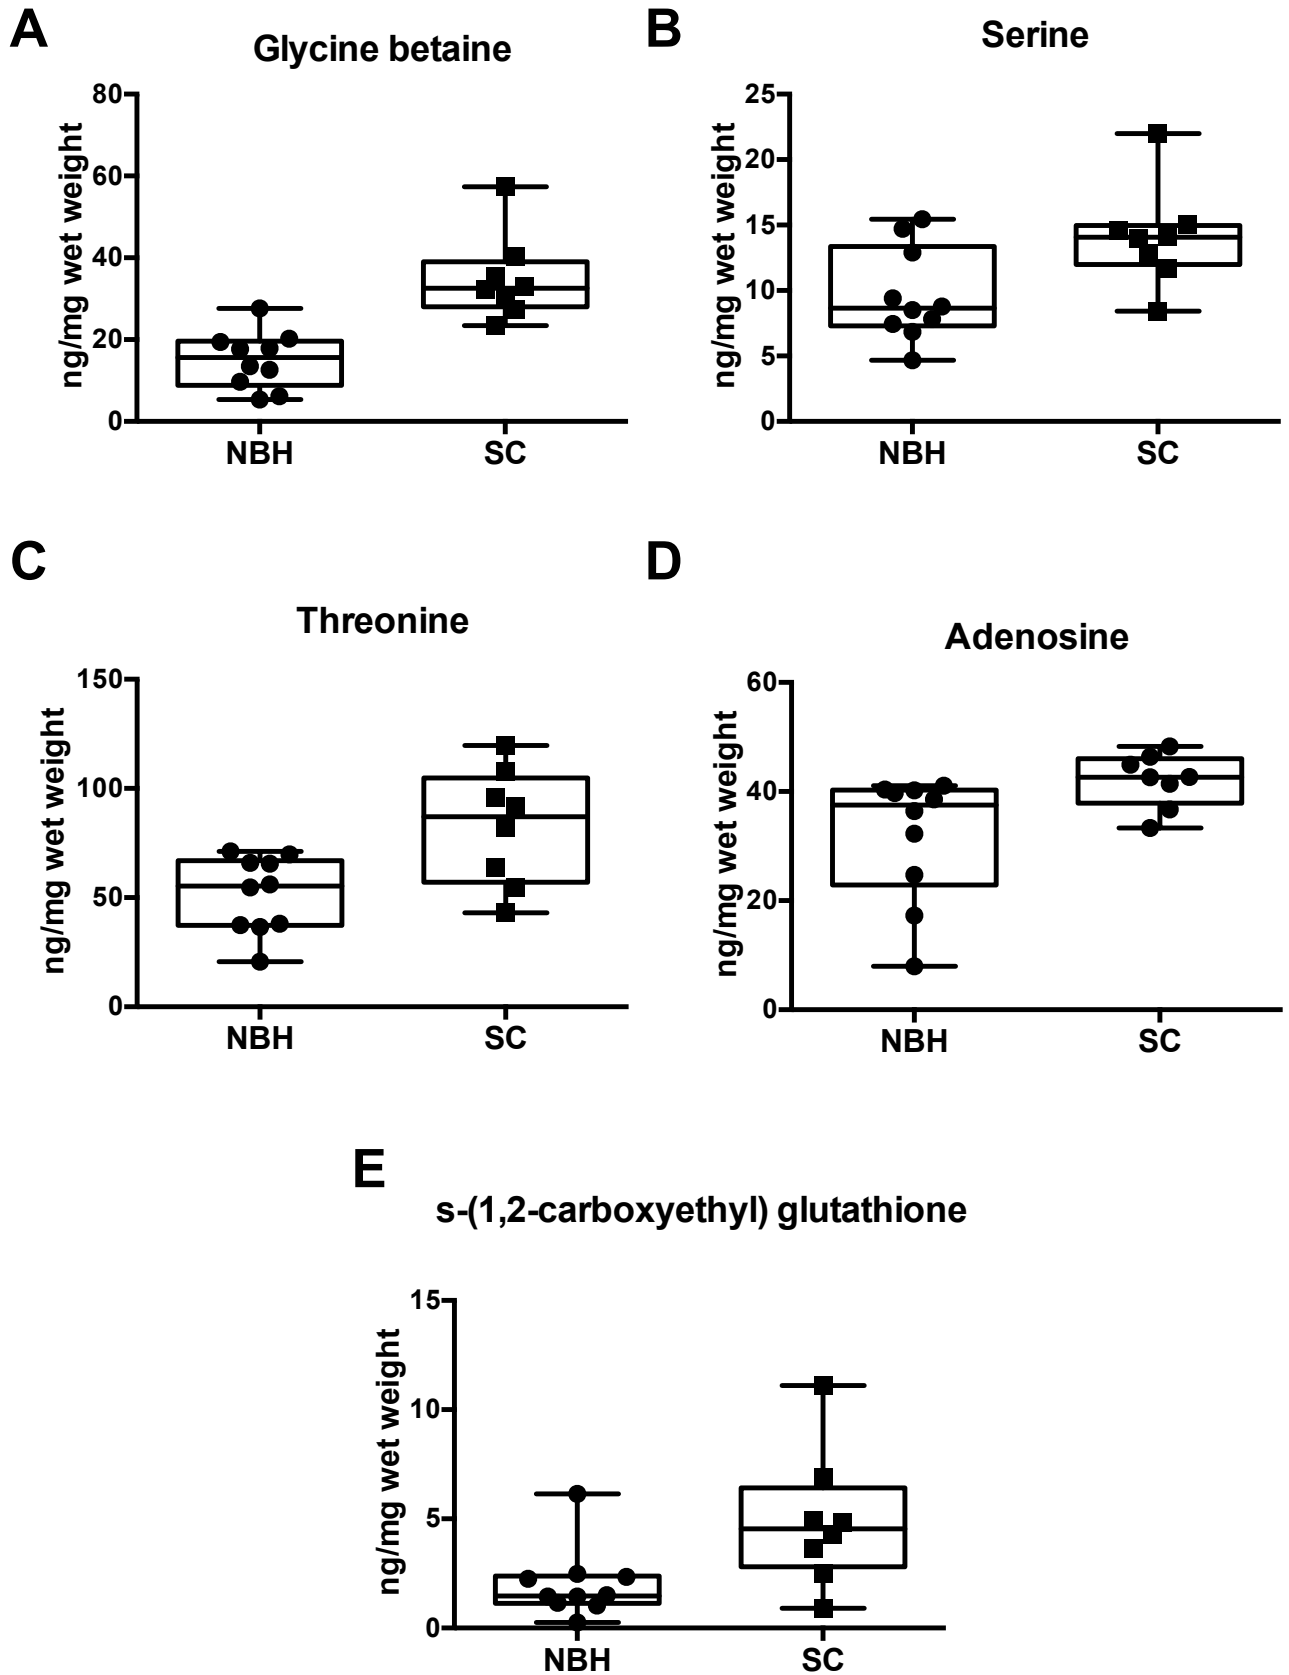 A
Glycine betaine
ng/mg wet weight
80
60
40
20
0
NBH SC
B
Serine
ng/mg wet weight
25
20
15
10
5
0
NBH SC
C
Threonine
ng/mg wet weight
150
100
50
0
NBH SC
D
Adenosine
ng/mg wet weight
60
40
20
0
NBH SC
E
s-(1,2-carboxyethyl) glutathione
ng/mg wet weight
15
10
5
0
NBH SC